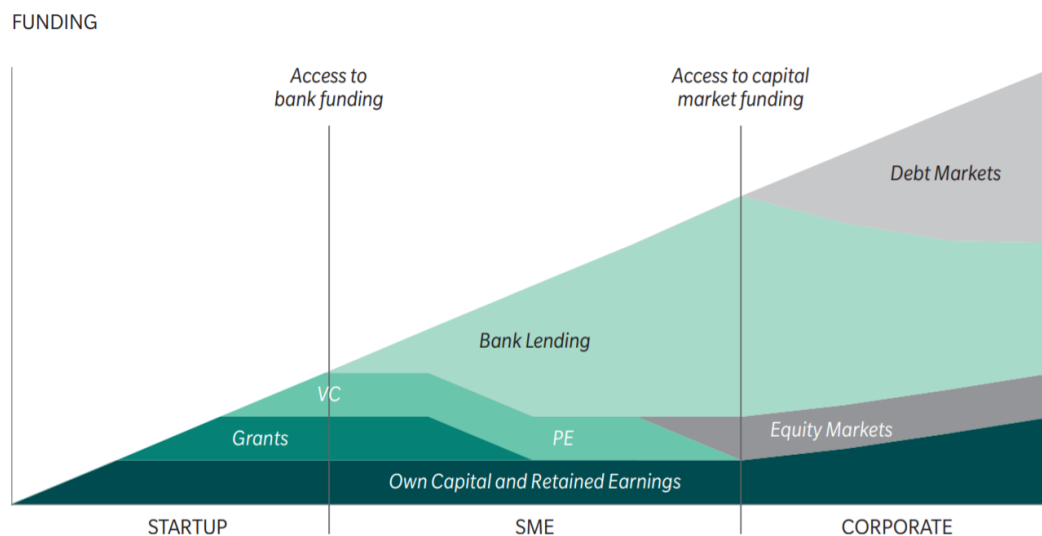 FUNDING
Access to
bank funding
Access to capital
market funding
Debt Markets
Bank Lending
VC
Grants
PE
Equity Markets
Own Capital and Retained Earnings
STARTUP
SME
CORPORATE